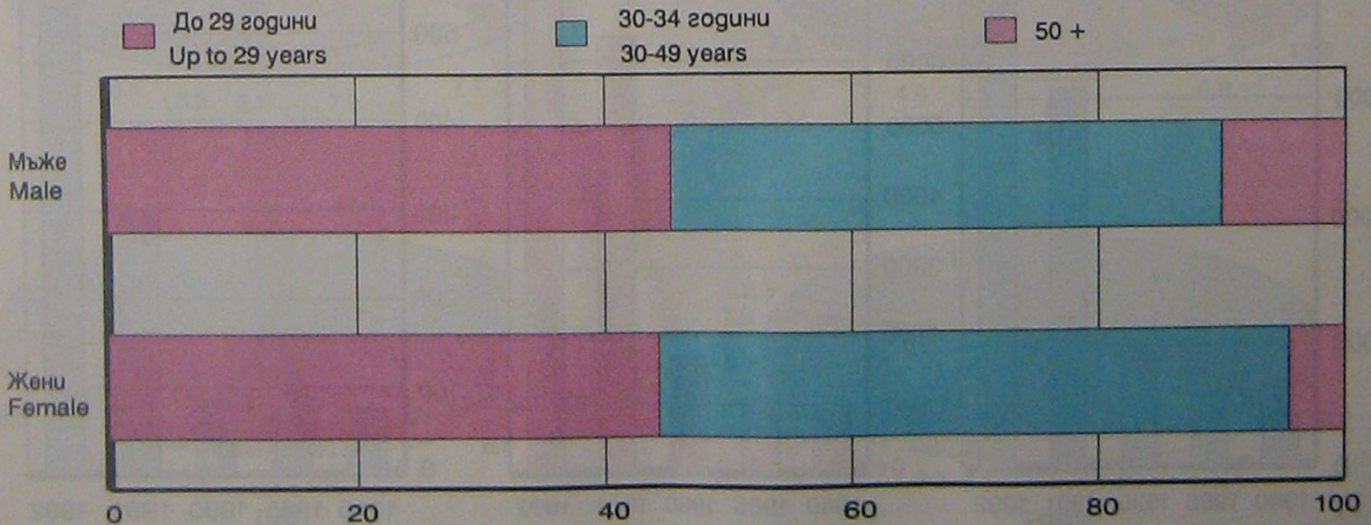 До 29 години
Up to 29 years
30-34 години
30-49 years
50 +
Мъже
Male
Жени
Female
0 20 40 60 80 100